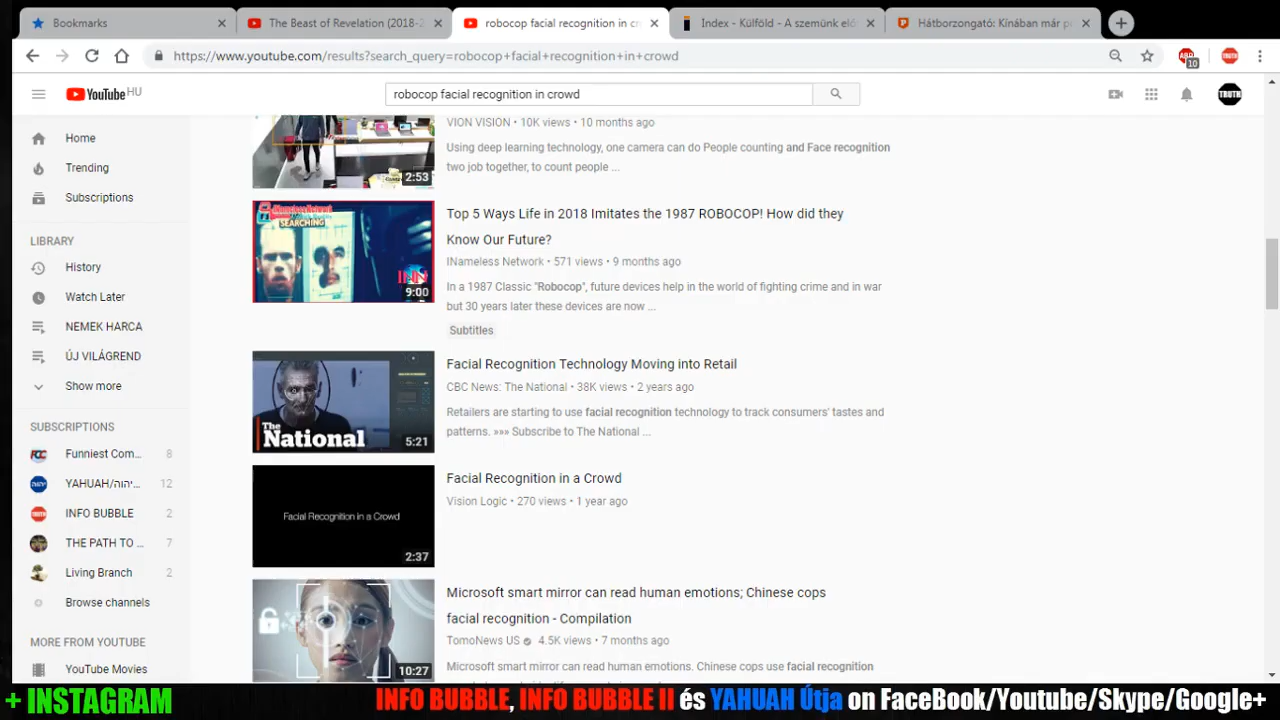 Bookmarks
The Beast of Revelation (2018-2
robocop facial recognition in cr
Index - Külföld - A szemünk elő
Hátborzongató: Kínában már p
https://www.youtube.com/results?search_query=robocop+facial+recognition+in+crowd
ABP
10
TRUTH
YouTube HU
robocop facial recognition in crowd
TRUTH
Home
Trending
Subscriptions
LIBRARY
History
Watch Later
NEMEK HARCA
ÚJ VILÁGREND
Show more
SUBSCRIPTIONS
Funniest Com... 8
YAHUAH/יהוה... 12
INFO BUBBLE 2
THE PATH TO ... 7
Living Branch 2
Browse channels
MORE FROM YOUTUBE
YouTube Movies
VION VISION • 10K views • 10 months ago
Using deep learning technology, one camera can do People counting and Face recognition
two job together, to count people ...
2:53
SEARCHING
INN
9:00
Top 5 Ways Life in 2018 Imitates the 1987 ROBOCOP! How did they
Know Our Future?
INameless Network • 571 views • 9 months ago
In a 1987 Classic "Robocop", future devices help in the world of fighting crime and in war
but 30 years later these devices are now ...
Subtitles
The
National
5:21
Facial Recognition Technology Moving into Retail
CBC News: The National • 38K views • 2 years ago
Retailers are starting to use facial recognition technology to track consumers' tastes and
patterns. »»» Subscribe to The National ...
Facial Recognition in a Crowd
2:37
Facial Recognition in a Crowd
Vision Logic • 270 views • 1 year ago
10:27
Microsoft smart mirror can read human emotions; Chinese cops
facial recognition - Compilation
TomoNews US 4.5K views • 7 months ago
Microsoft smart mirror can read human emotions. Chinese cops use facial recognition
+ INSTAGRAM
INFO BUBBLE, INFO BUBBLE II és YAHUAH Útja on FaceBook/Youtube/Skype/Google+